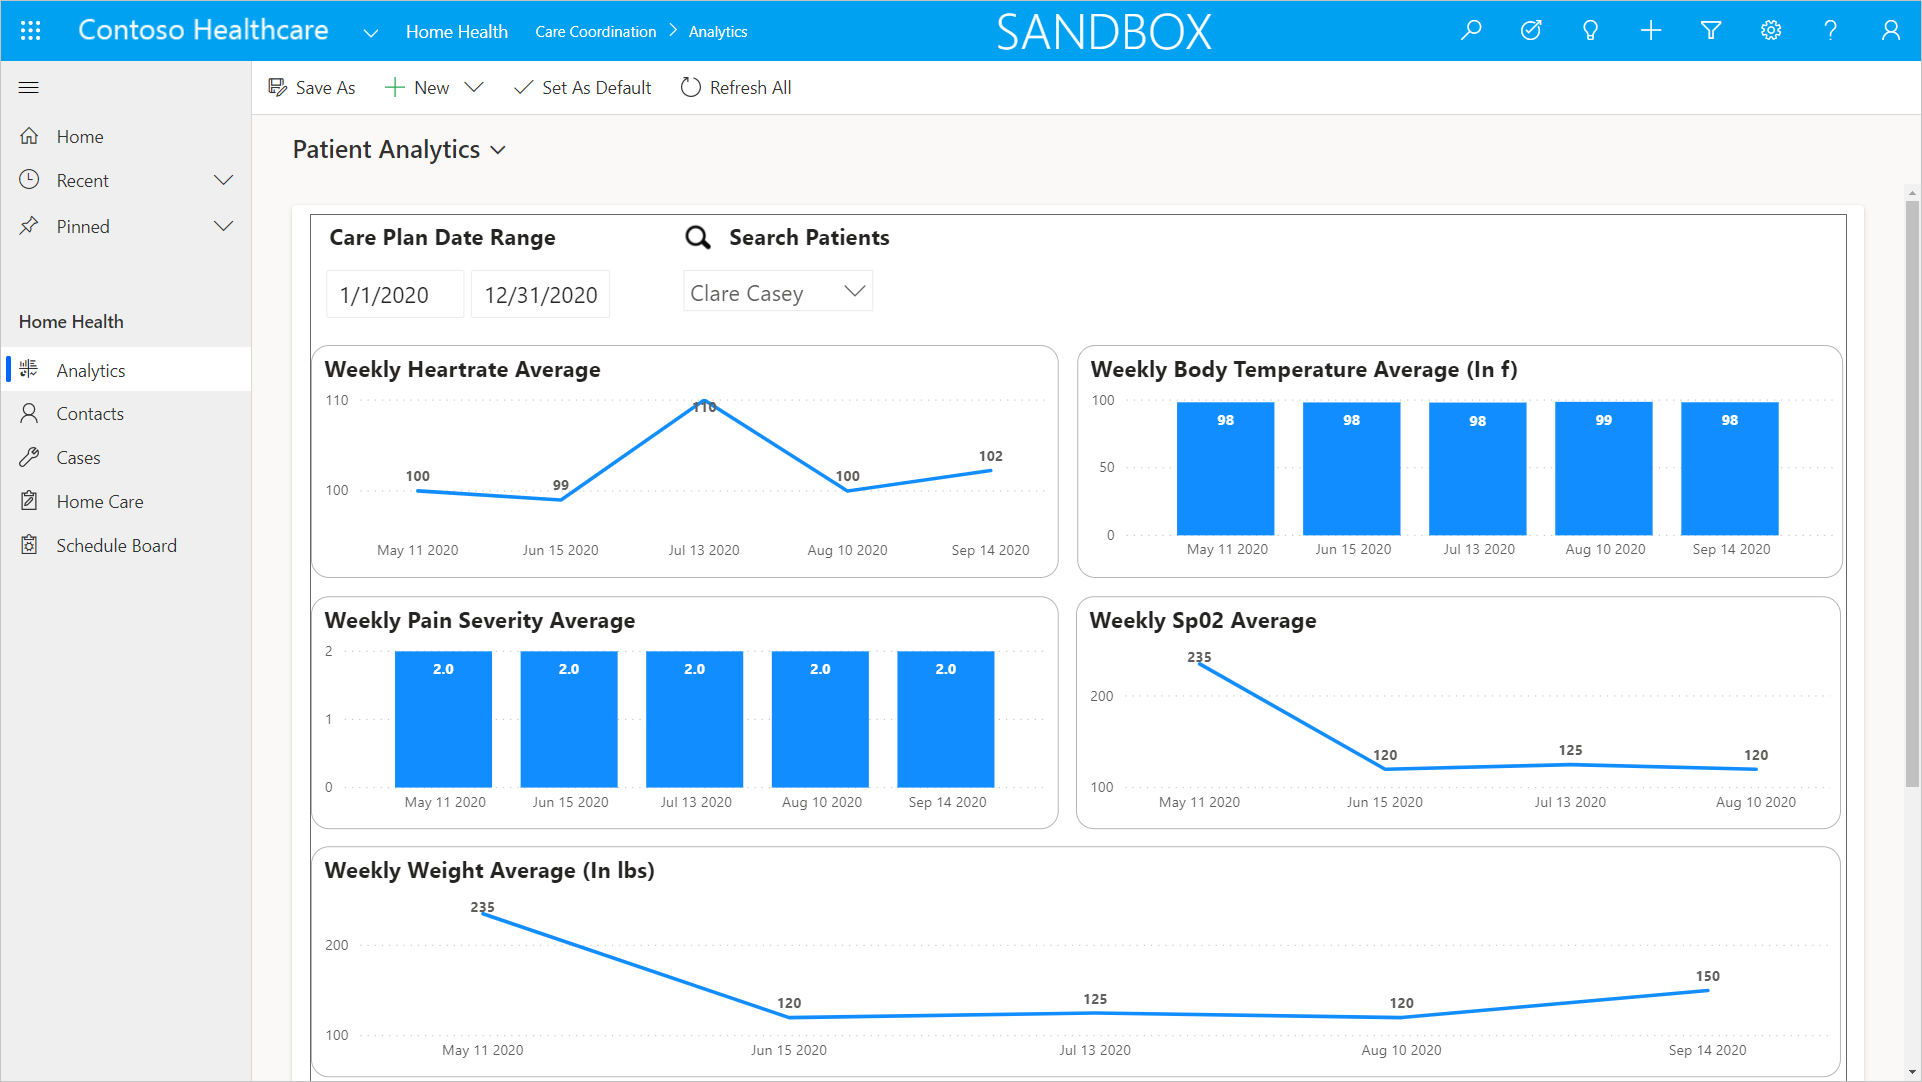 Contoso Healthcare Home Health Care Coordination Analytics SANDBOX
Save As New Set As Default Refresh All
Home
Recent
Pinned
Home Health
Analytics
Contacts
Cases
Home Care
Schedule Board
Patient Analytics
Care Plan Date Range Search Patients
1/1/2020 12/31/2020 Clare Casey
Weekly Heartrate Average
110
100
100 99 110 100 102
May 11 2020 Jun 15 2020 Jul 13 2020 Aug 10 2020 Sep 14 2020
Weekly Body Temperature Average (In f)
100
50
0
98 98 98 99 98
May 11 2020 Jun 15 2020 Jul 13 2020 Aug 10 2020 Sep 14 2020
Weekly Pain Severity Average
2
1
0
2.0 2.0 2.0 2.0 2.0
May 11 2020 Jun 15 2020 Jul 13 2020 Aug 10 2020 Sep 14 2020
Weekly Sp02 Average
200
100
235 120 125 120
May 11 2020 Jun 15 2020 Jul 13 2020 Aug 10 2020
Weekly Weight Average (In lbs)
200
100
235 120 125 120 150
May 11 2020 Jun 15 2020 Jul 13 2020 Aug 10 2020 Sep 14 2020